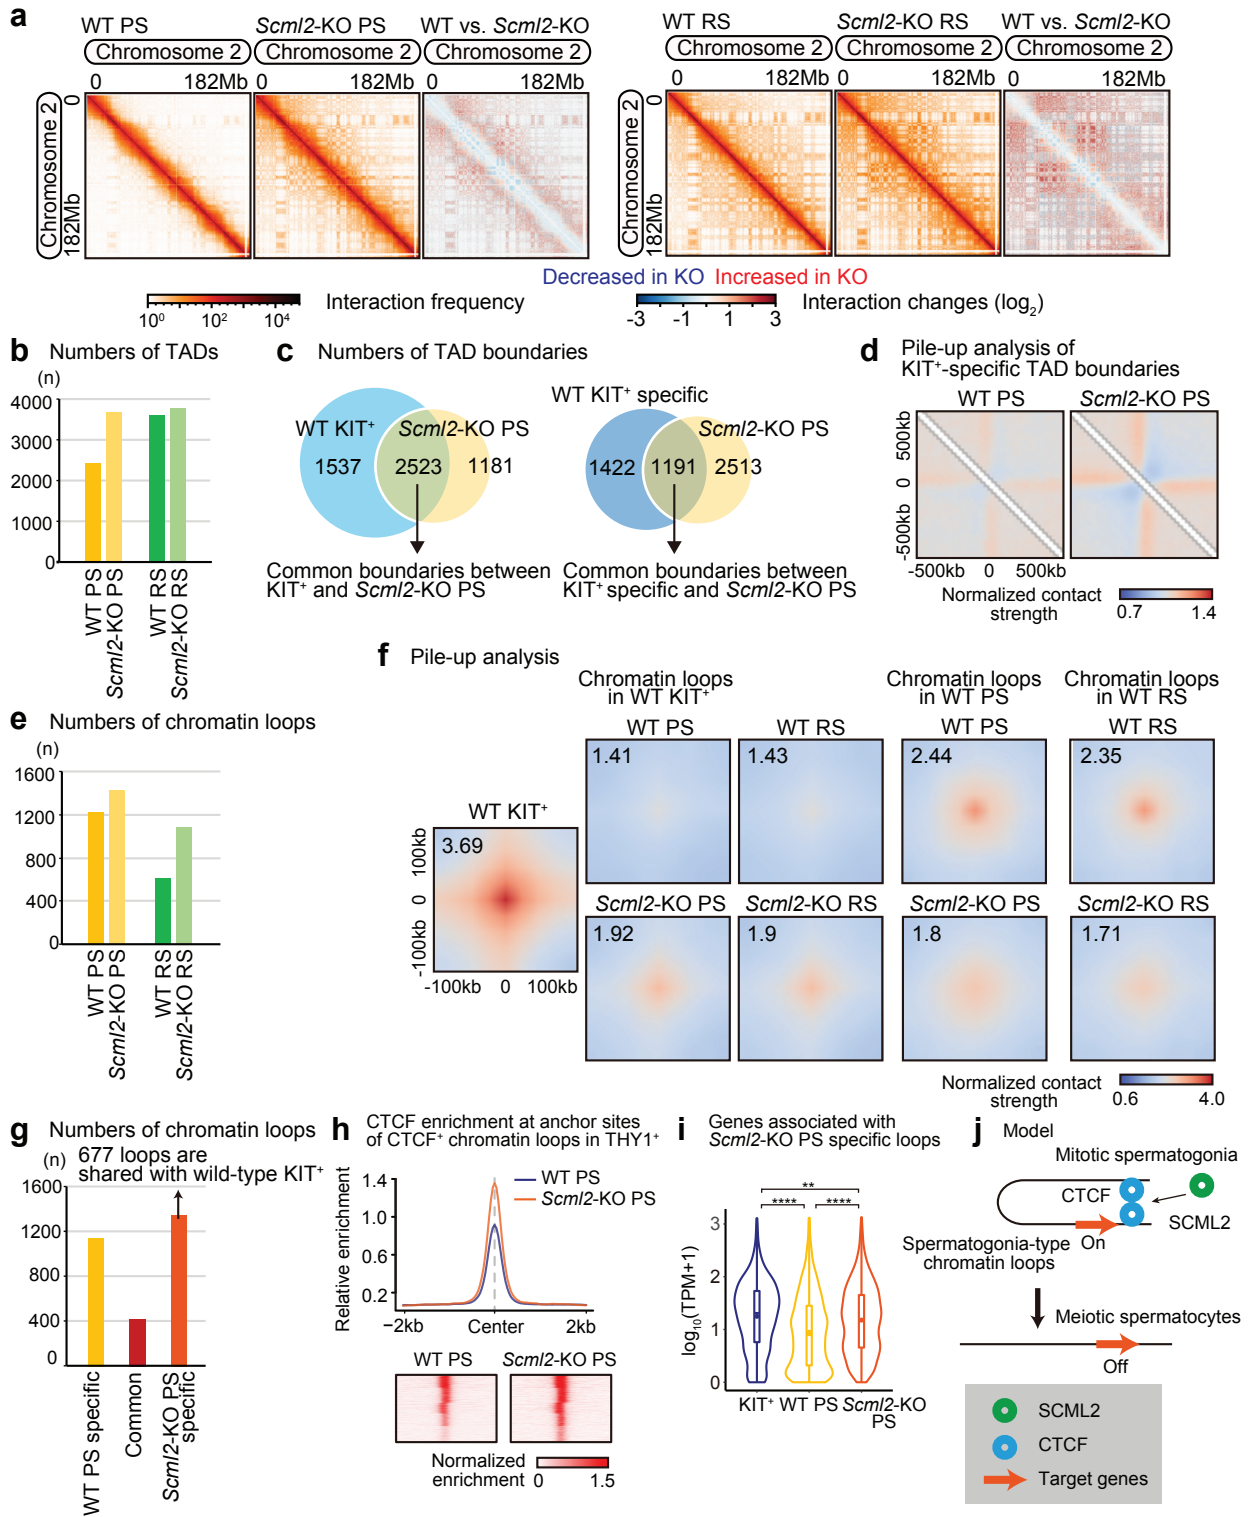 a
WT PS
Scml2-KO PS
WT vs. Scml2-KO
Chromosome 2
Chromosome 2
Chromosome 2
0 182Mb
0 182Mb
0 182Mb
Chromosome 2
0
182Mb
WT RS
Scml2-KO RS
WT vs. Scml2-KO
Chromosome 2
Chromosome 2
Chromosome 2
0 182Mb
0 182Mb
0 182Mb
Chromosome 2
0
182Mb
Decreased in KO Increased in KO
Interaction frequency
10⁰ 10² 10⁴
Interaction changes (log₂)
-3 -1 1 3
b Numbers of TADs
(n)
4000
3000
2000
1000
0
WT PS
Scml2-KO PS
WT RS
Scml2-KO RS
c Numbers of TAD boundaries
WT KIT⁺ Scml2-KO PS
1537 2523 1181
Common boundaries between
KIT⁺ and Scml2-KO PS
WT KIT⁺ specific
Scml2-KO PS
1422 1191 2513
Common boundaries between
KIT⁺ specific and Scml2-KO PS
d Pile-up analysis of
KIT⁺-specific TAD boundaries
WT PS Scml2-KO PS
500kb
0
-500kb
-500kb 0 500kb
Normalized contact
strength
0.7 1.4
e Numbers of chromatin loops
(n)
1600
1200
800
400
0
WT PS
Scml2-KO PS
WT RS
Scml2-KO RS
f Pile-up analysis
WT KIT⁺
3.69
100kb
0
-100kb
-100kb 0 100kb
Chromatin loops
in WT KIT⁺
WT PS
1.41
WT RS
1.43
Chromatin loops
in WT PS
WT PS
2.44
Chromatin loops
in WT RS
WT RS
2.35
Scml2-KO PS
1.92
Scml2-KO RS
1.9
Scml2-KO PS
1.8
Scml2-KO RS
1.71
Normalized contact
strength
0.6 4.0
g Numbers of chromatin loops
(n)
677 loops are
shared with wild-type KIT⁺
1600
1200
800
400
0
WT PS specific
Common
Scml2-KO PS
specific
h CTCF enrichment at anchor sites
of CTCF⁺ chromatin loops in THY1⁺
WT PS
Scml2-KO PS
Relative enrichment
1.4
1.0
0.6
0.2
−2kb Center 2kb
WT PS Scml2-KO PS
Normalized
enrichment
0 1.5
i Genes associated with
Scml2-KO PS specific loops
**
**** ****
log₁₀(TPM+1)
3
2
1
0
KIT⁺ WT PS Scml2-KO
PS
j Model
Mitotic spermatogonia
CTCF
SCML2
On
Spermatogonia-type
chromatin loops
Meiotic spermatocytes
Off
SCML2
CTCF
Target genes